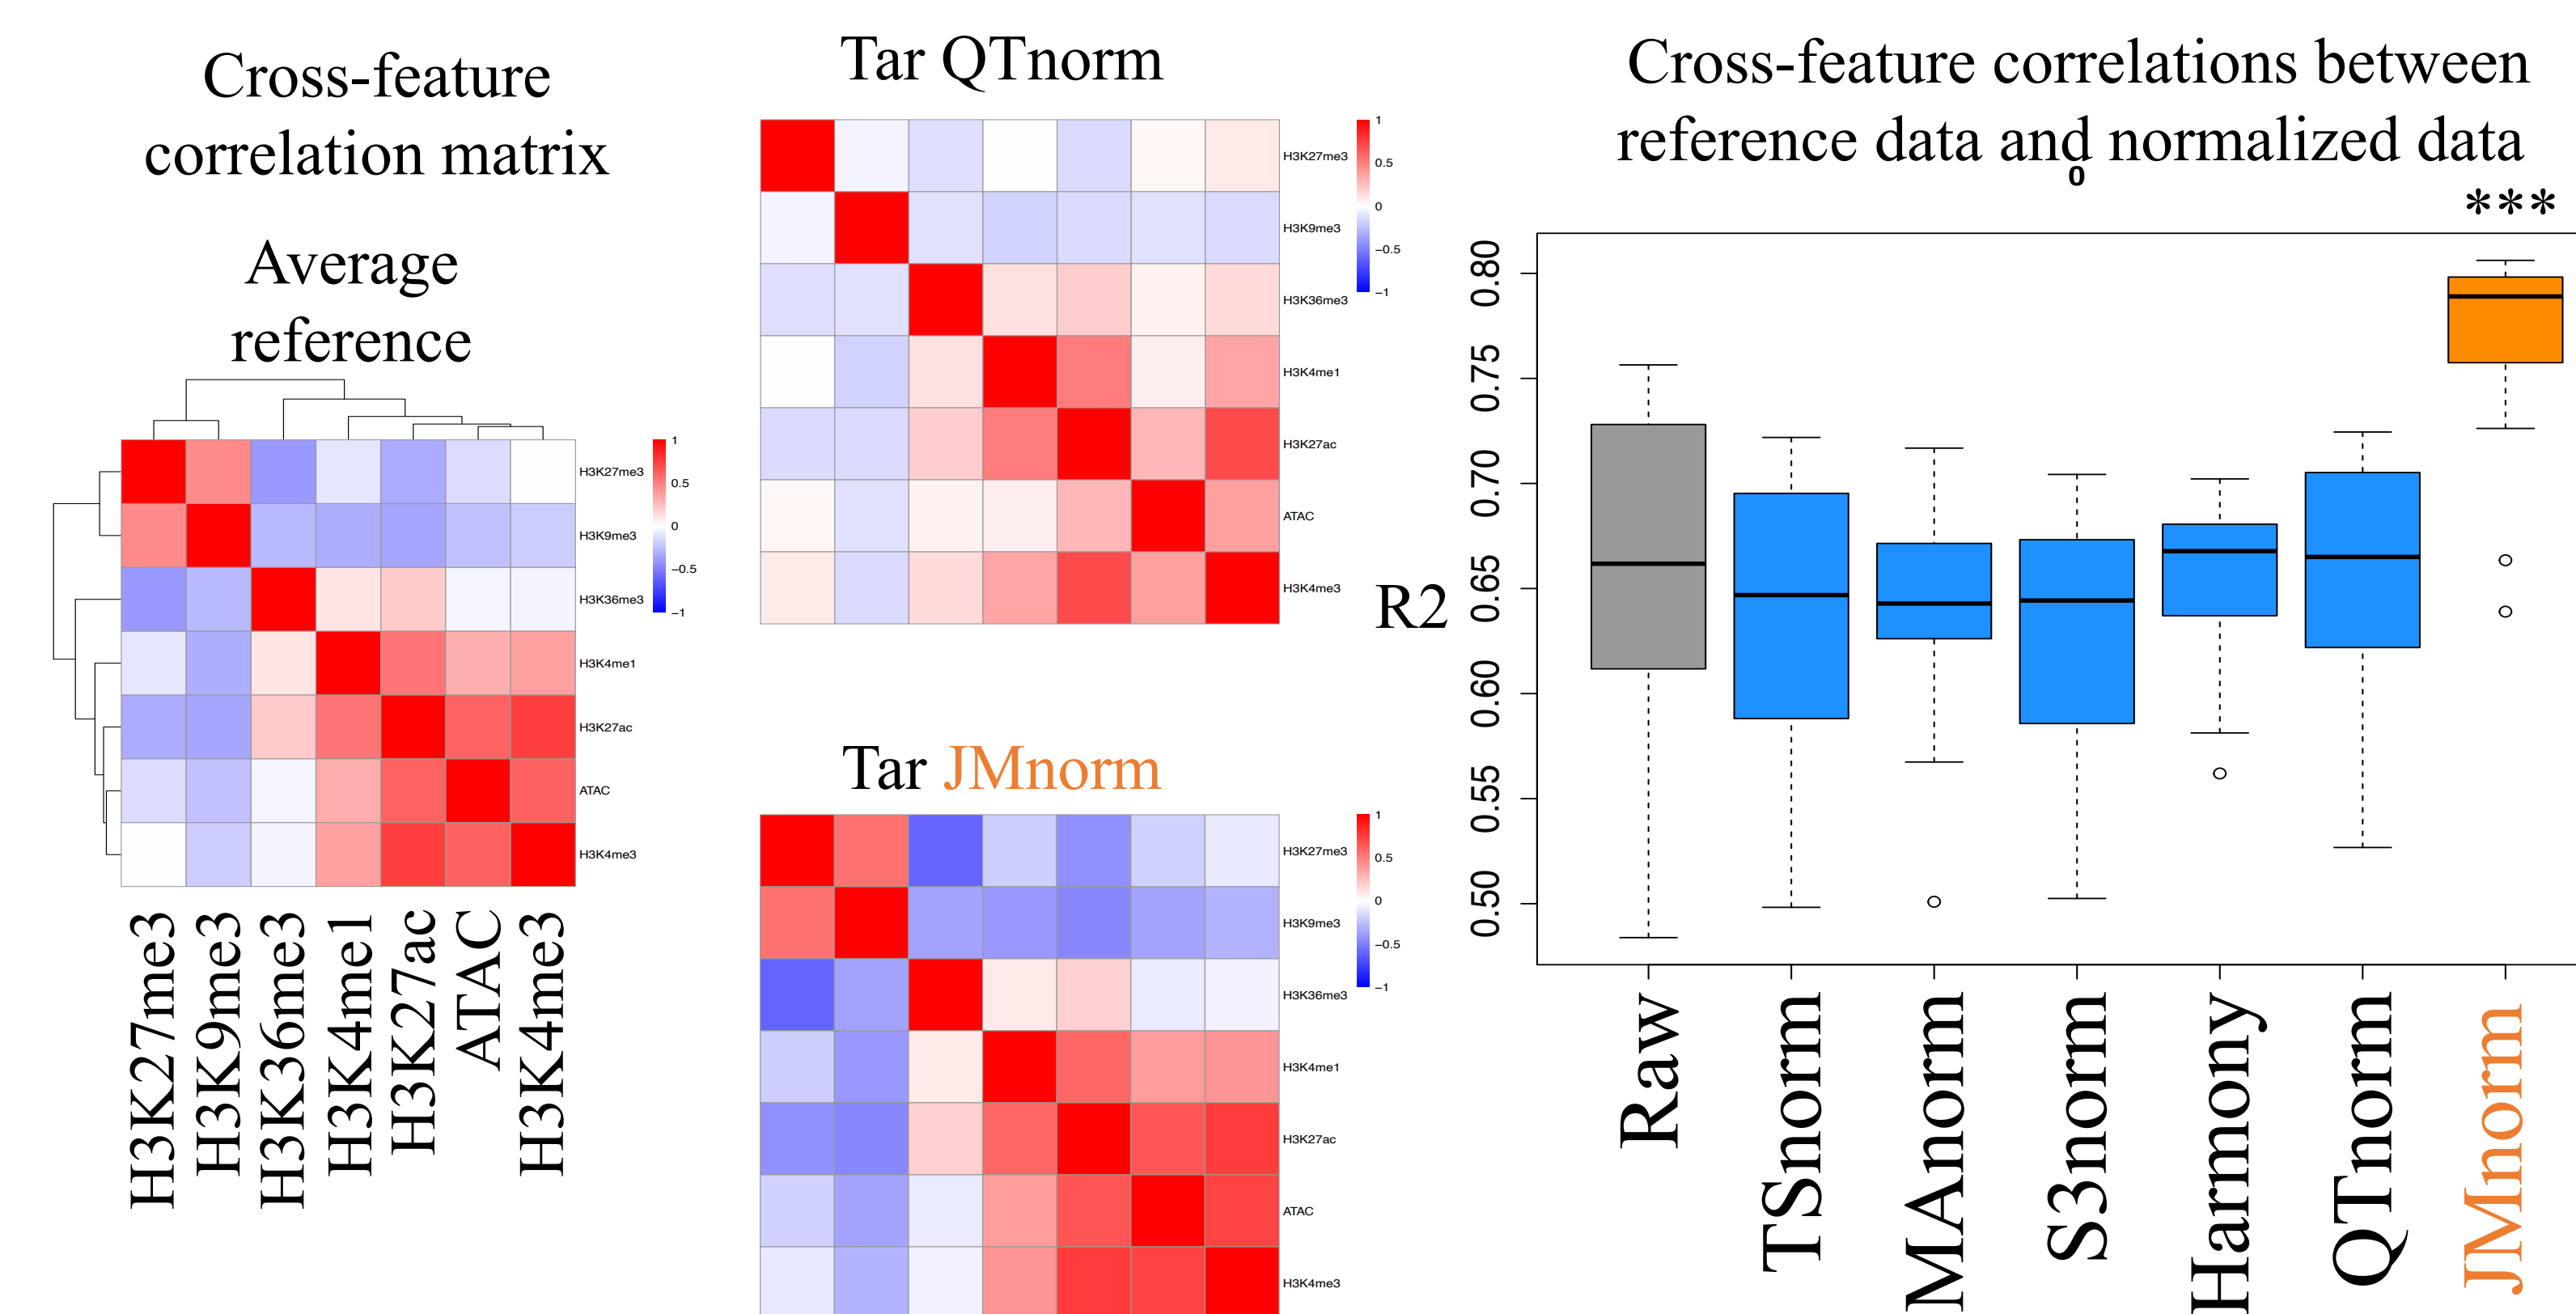 Cross-feature
correlation matrix
Average
reference
1
0.5
0
−0.5
−1
H3K27me3
H3K9me3
H3K36me3
H3K4me1
H3K27ac
ATAC
H3K4me3
H3K27me3
H3K9me3
H3K36me3
H3K4me1
H3K27ac
ATAC
H3K4me3
Tar QTnorm
1
0.5
0
−0.5
−1
H3K27me3
H3K9me3
H3K36me3
H3K4me1
H3K27ac
ATAC
H3K4me3
Tar JMnorm
1
0.5
0
−0.5
−1
H3K27me3
H3K9me3
H3K36me3
H3K4me1
H3K27ac
ATAC
H3K4me3
Cross-feature correlations between
reference data and normalized data
0
***
R2
0.80
0.75
0.70
0.65
0.60
0.55
0.50
Raw
TSnorm
MAnorm
S3norm
Harmony
QTnorm
JMnorm